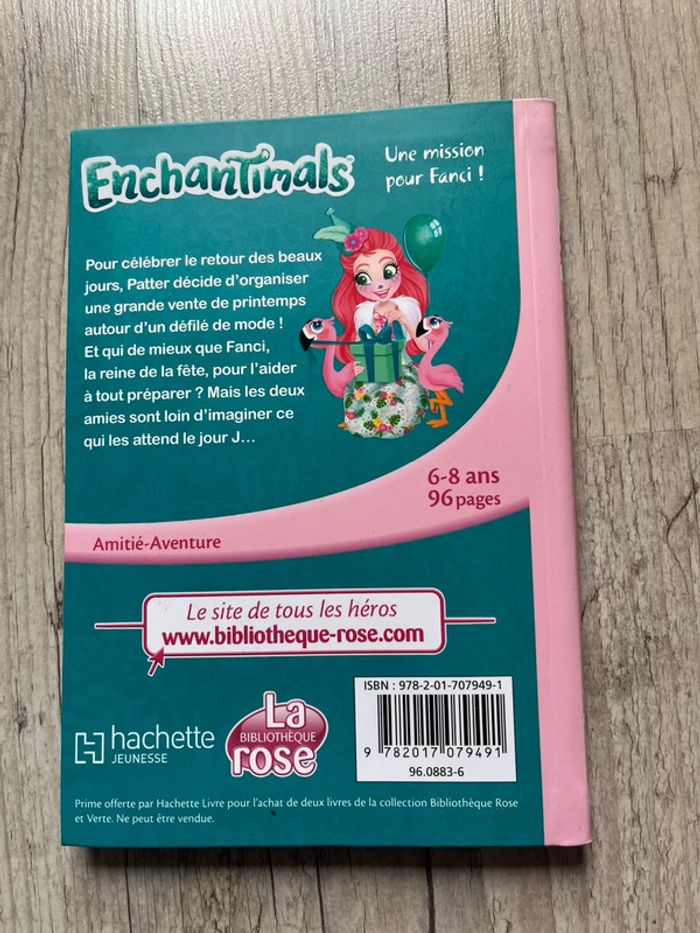 Enchantimals
Une mission
pour Fanci !
Pour célébrer le retour des beaux
jours, Patter décide d'organiser
une grande vente de printemps
autour d'un défilé de mode !
Et qui de mieux que Fanci,
la reine de la fête, pour l'aider
à tout préparer ? Mais les deux
amies sont loin d'imaginer ce
qui les attend le jour J...
6-8 ans
96 pages
Amitié-Aventure
Le site de tous les héros
www.bibliotheque-rose.com
ISBN : 978-2-01-707949-1
9 782017 079491
96.0883-6
hachette
JEUNESSE
La
BIBLIOTHÈQUE
rose
Prime offerte par Hachette Livre pour l'achat de deux livres de la collection Bibliothèque Rose
et Verte. Ne peut être vendue.